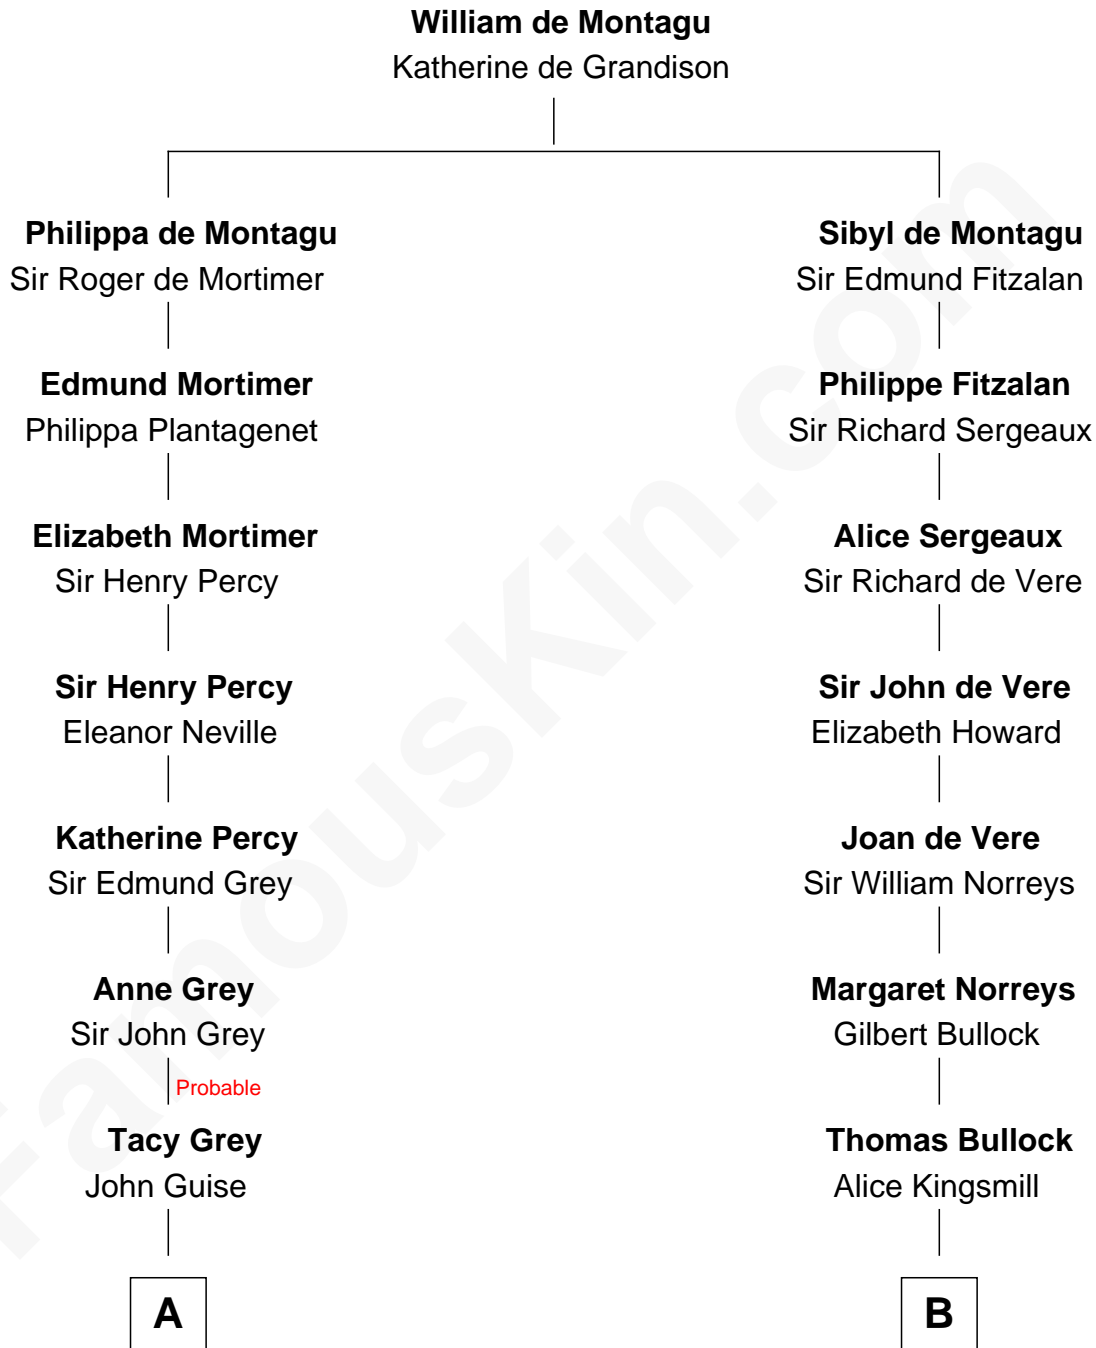 William de Montagu
Katherine de Grandison
Philippa de Montagu
Sir Roger de Mortimer
Sibyl de Montagu
Sir Edmund Fitzalan
Edmund Mortimer
Philippa Plantagenet
Philippe Fitzalan
Sir Richard Sergeaux
Elizabeth Mortimer
Sir Henry Percy
Alice Sergeaux
Sir Richard de Vere
Sir Henry Percy
Eleanor Neville
Sir John de Vere
Elizabeth Howard
Katherine Percy
Sir Edmund Grey
Joan de Vere
Sir William Norreys
Anne Grey
Sir John Grey
Margaret Norreys
Gilbert Bullock
Probable
Tacy Grey
John Guise
Thomas Bullock
Alice Kingsmill
A
B
FamousKin.com